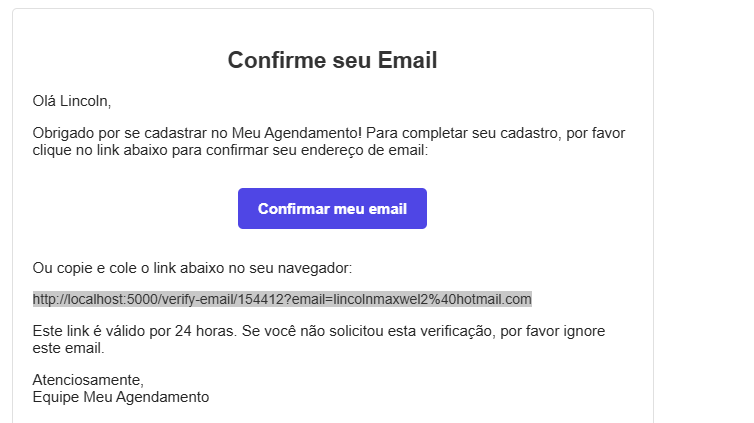 Confirme seu Email
Olá Lincoln,
Obrigado por se cadastrar no Meu Agendamento! Para completar seu cadastro, por favor
clique no link abaixo para confirmar seu endereço de email:
Confirmar meu email
Ou copie e cole o link abaixo no seu navegador:
http://localhost:5000/verify-email/154412?email=lincolnmaxwel2%40hotmail.com
Este link é válido por 24 horas. Se você não solicitou esta verificação, por favor ignore
este email.
Atenciosamente,
Equipe Meu Agendamento